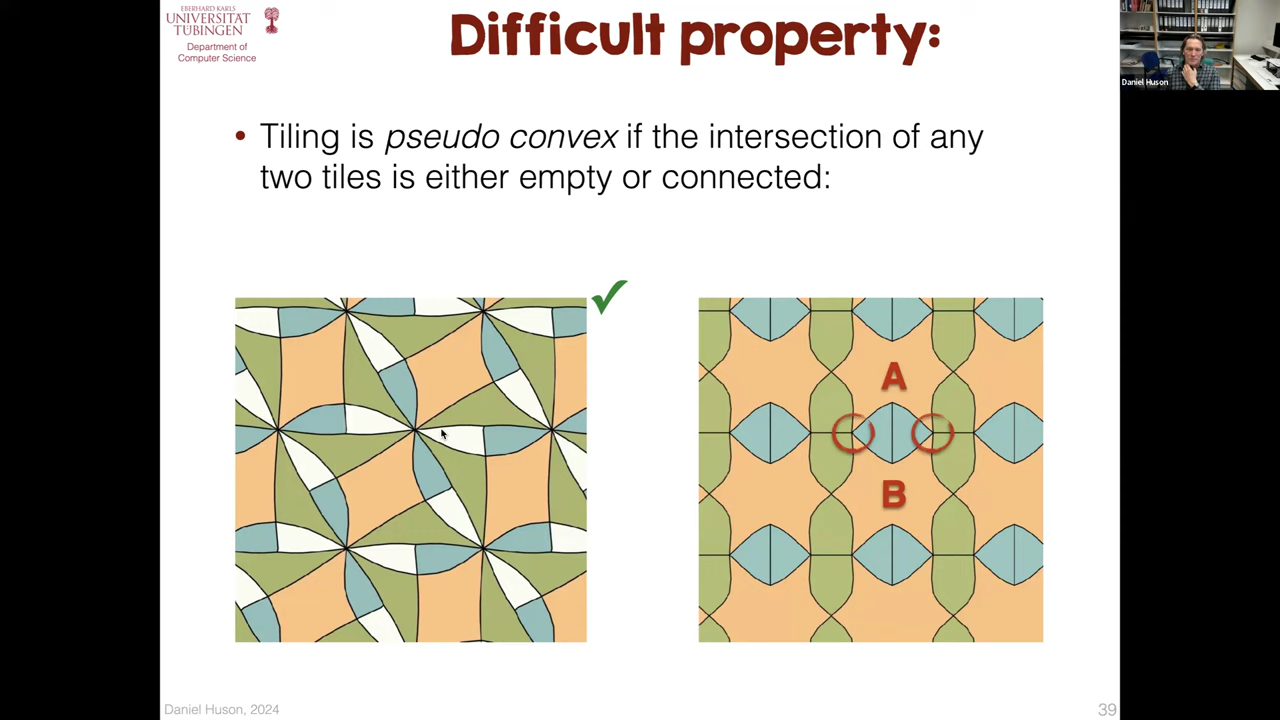 EBERHARD KARLS
UNIVERSITÄT
TÜBINGEN
Department of
Computer Science
Difficult property:
Daniel Huson
• Tiling is pseudo convex if the intersection of any
two tiles is either empty or connected:
A
B
Daniel Huson, 2024
39